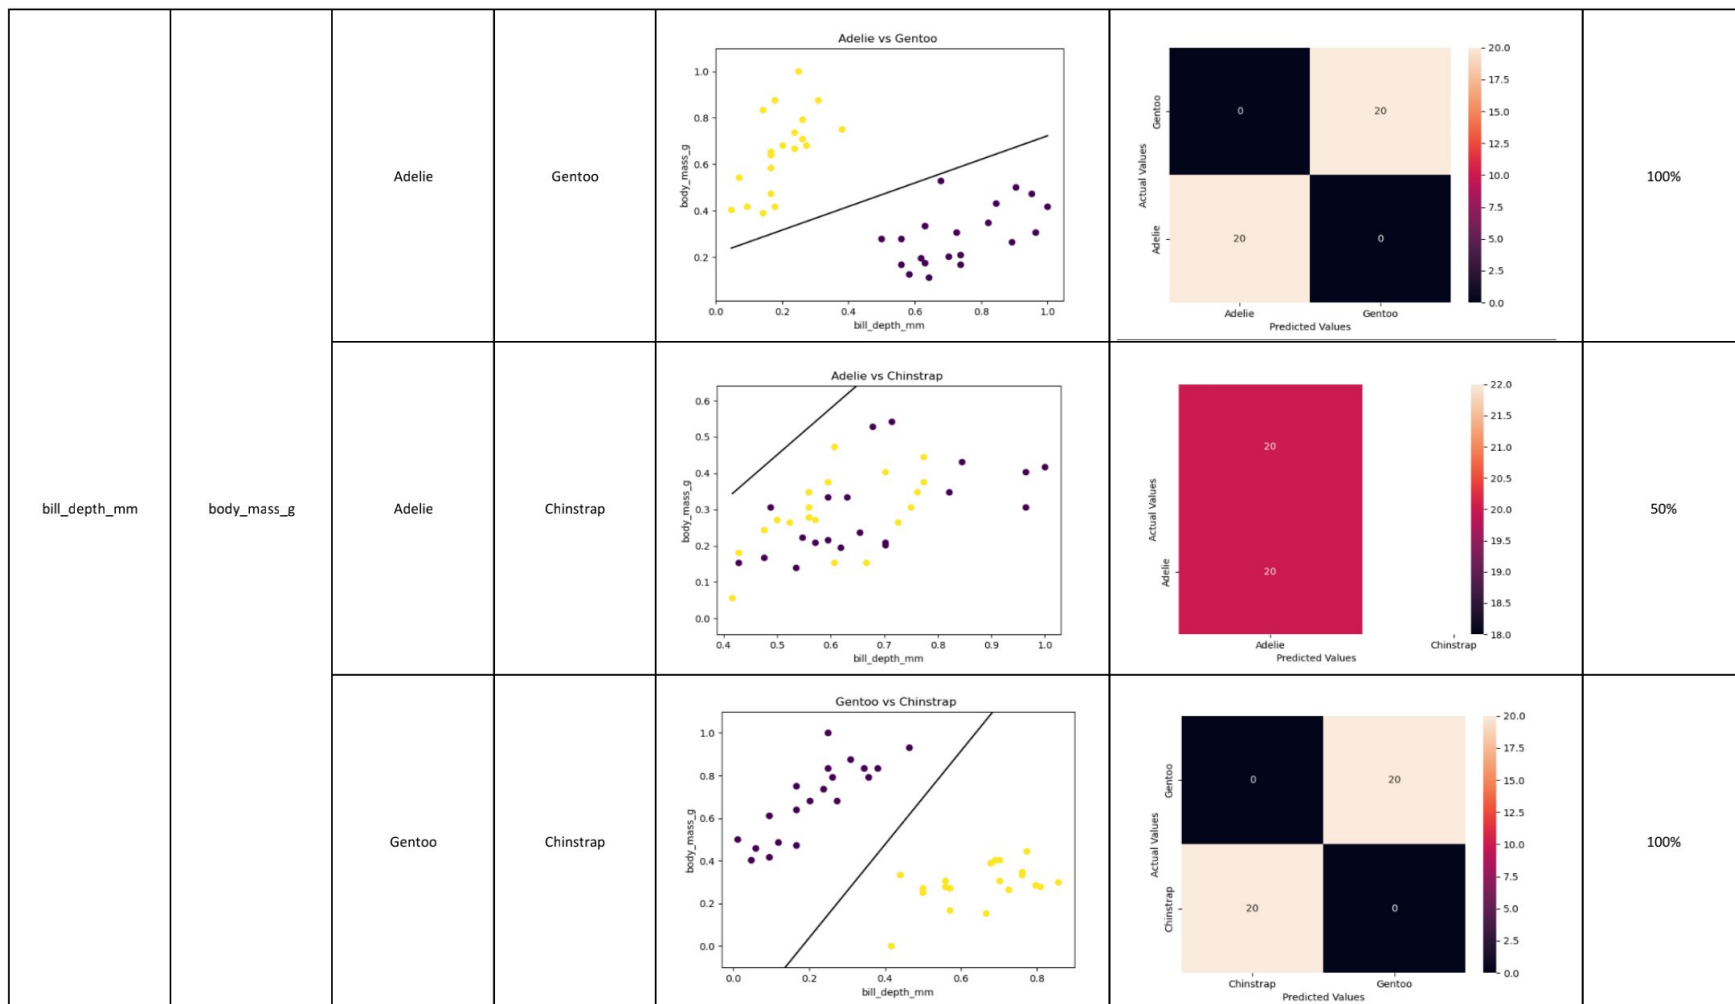 bill_depth_mm
body_mass_g
Adelie
Gentoo
Adelie vs Gentoo
1.0
0.8
0.6
0.4
0.2
body_mass_g
0.0 0.2 0.4 0.6 0.8 1.0
bill_depth_mm
Gentoo
Adelie
Actual Values
0 20
20 0
Adelie Gentoo
Predicted Values
20.0
17.5
15.0
12.5
10.0
7.5
5.0
2.5
0.0
100%
Adelie
Chinstrap
Adelie vs Chinstrap
0.6
0.5
0.4
0.3
0.2
0.1
0.0
body_mass_g
0.4 0.5 0.6 0.7 0.8 0.9 1.0
bill_depth_mm
Actual Values
Adelie
20
20
Adelie Chinstrap
Predicted Values
22.0
21.5
21.0
20.5
20.0
19.5
19.0
18.5
18.0
50%
Gentoo
Chinstrap
Gentoo vs Chinstrap
1.0
0.8
0.6
0.4
0.2
0.0
body_mass_g
0.0 0.2 0.4 0.6 0.8
bill_depth_mm
Gentoo
Chinstrap
Actual Values
0 20
20 0
Chinstrap Gentoo
Predicted Values
20.0
17.5
15.0
12.5
10.0
7.5
5.0
2.5
0.0
100%